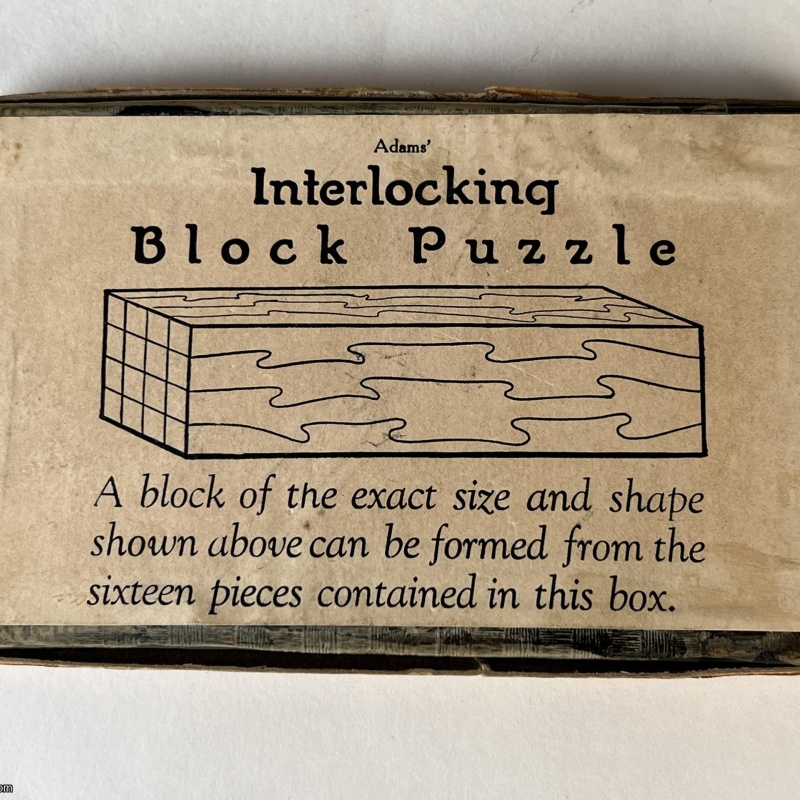 Adams'
Interlocking
Block Puzzle
A block of the exact size and shape
shown above can be formed from the
sixteen pieces contained in this box.